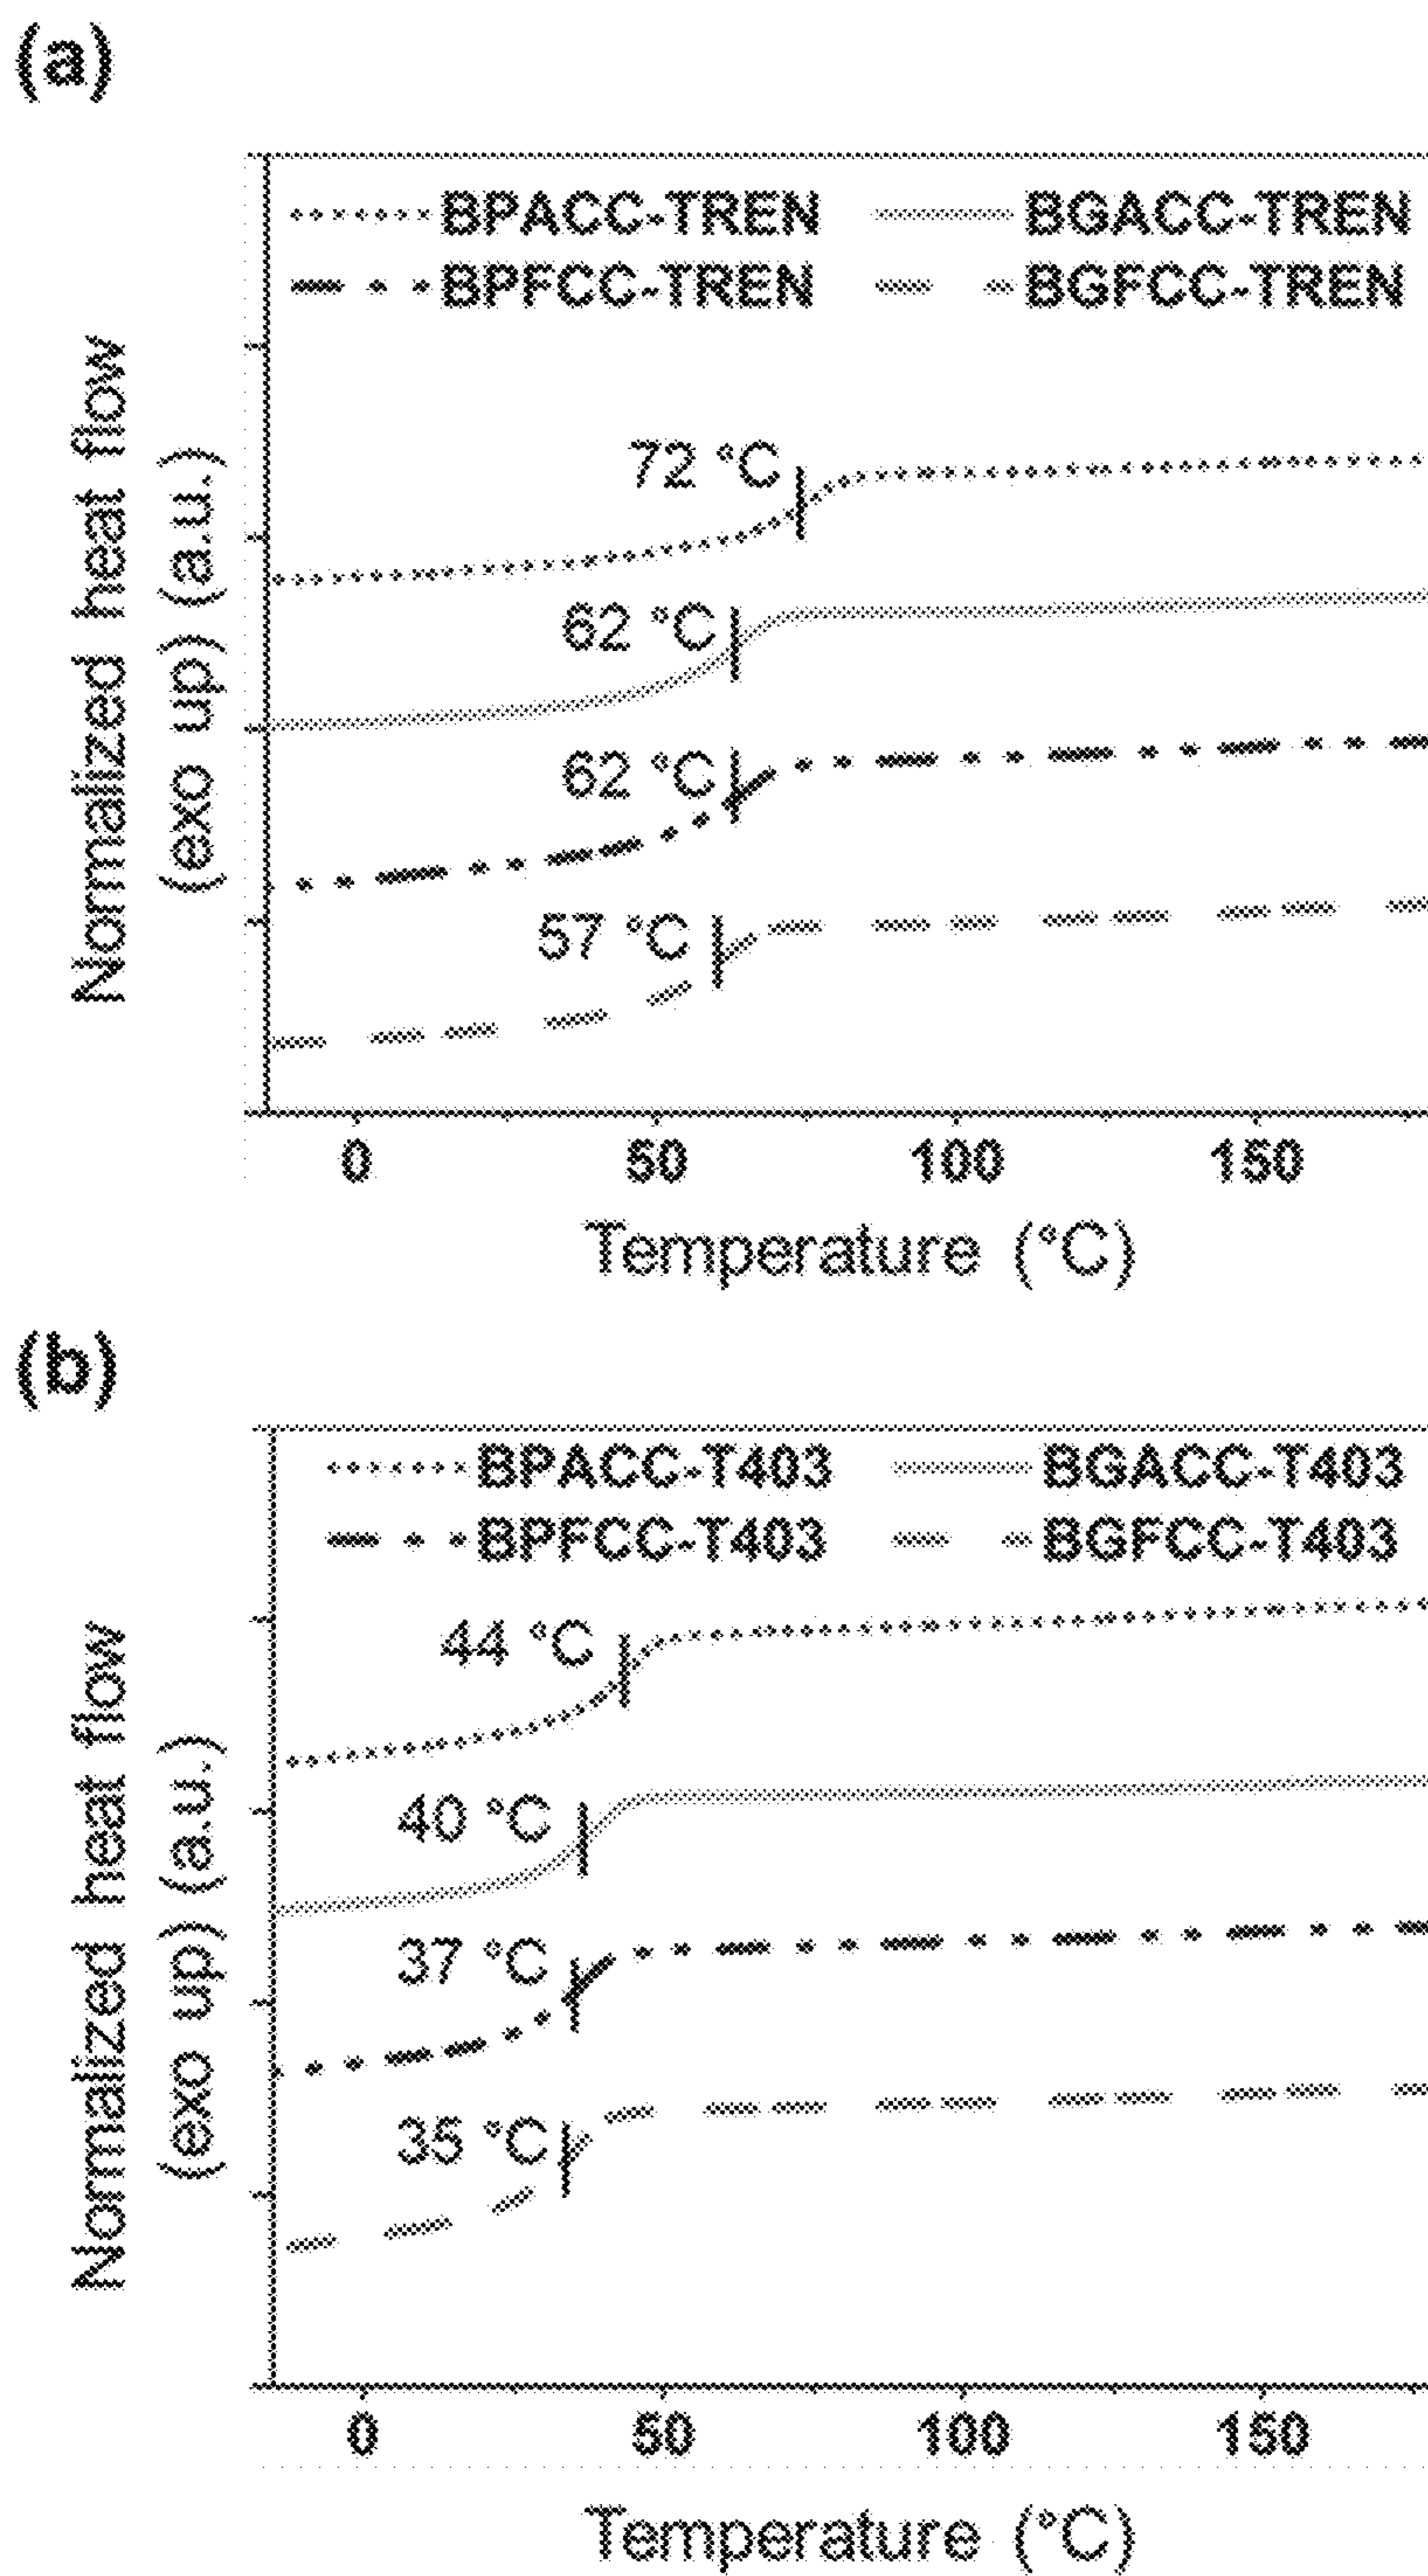 (a)
BPACC-TREN BGACC-TREN
BPFCC-TREN BGFCC-TREN
72 °C
62 °C
62 °C
57 °C
Normalized heat flow
(exo up) (a.u.)
0 50 100 150
Temperature (°C)
(b)
BPACC-T403 BGACC-T403
BPFCC-T403 BGFCC-T403
44 °C
40 °C
37 °C
35 °C
Normalized heat flow
(exo up) (a.u.)
0 50 100 150
Temperature (°C)